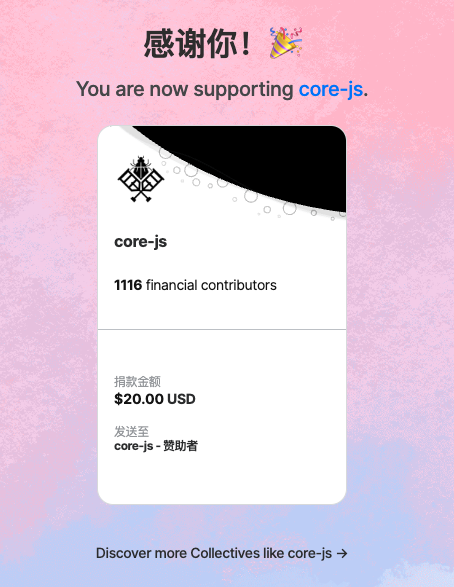 感谢你！🎉
You are now supporting core-js.
core-js
1116 financial contributors
捐款金额
$20.00 USD
发送至
core-js - 赞助者
Discover more Collectives like core-js →